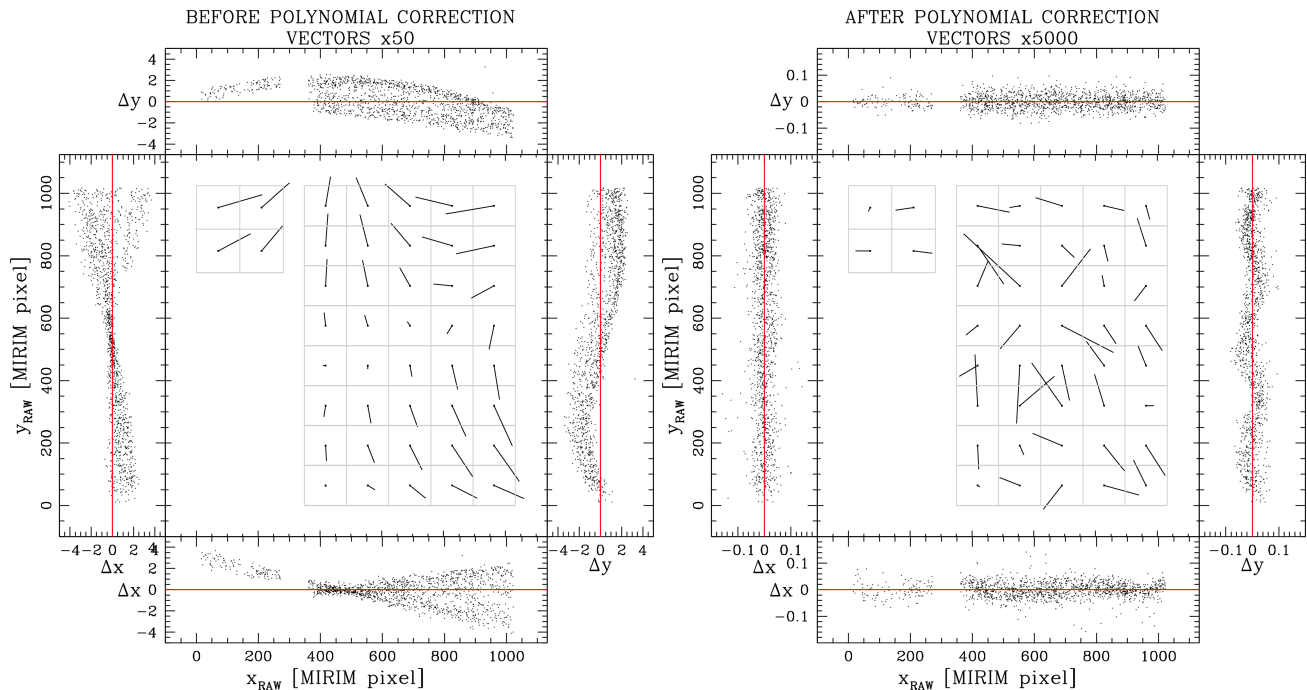 BEFORE POLYNOMIAL CORRECTION
VECTORS x50
AFTER POLYNOMIAL CORRECTION
VECTORS x5000
4
2
Δy 0
−2
−4
0.1
Δy 0
−0.1
y_RAW [MIRIM pixel]
1000
800
600
400
200
0
y_RAW [MIRIM pixel]
1000
800
600
400
200
0
−4 −2 0 2 4
Δx
−4 −2 0 2 4
Δy
−0.1 0 0.1
Δx
−0.1 0 0.1
Δy
4
2
Δx 0
−2
−4
0.1
Δx 0
−0.1
0 200 400 600 800 1000
x_RAW [MIRIM pixel]
0 200 400 600 800 1000
x_RAW [MIRIM pixel]